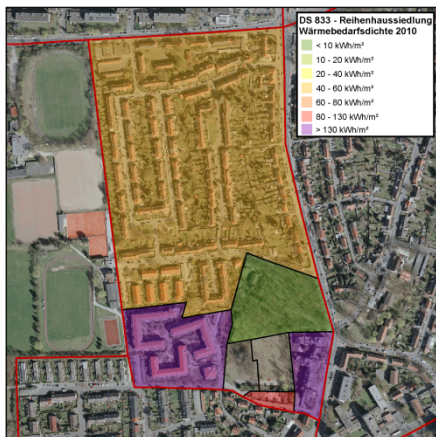 DS 833 - Reihenhaussiedlung
Wärmebedarfsdichte 2010
< 10 kWh/m²
10 - 20 kWh/m²
20 - 40 kWh/m²
40 - 60 kWh/m²
60 - 80 kWh/m²
80 - 130 kWh/m²
> 130 kWh/m²